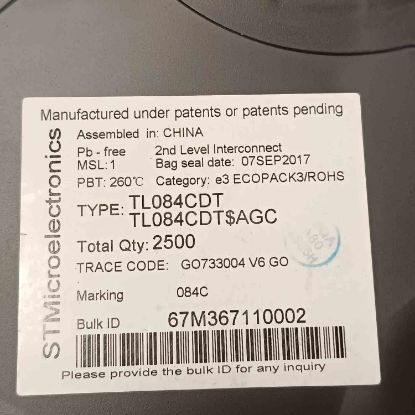 Manufactured under patents or patents pending
STMicroelectronics
Assembled in: CHINA
Pb - free 2nd Level Interconnect
MSL: 1 Bag seal date: 07SEP2017
PBT: 260°C Category: e3 ECOPACK3/ROHS
TYPE: TL084CDT
TL084CDT$AGC
Total Qty: 2500
TRACE CODE: GO733004 V6 GO
Marking 084C
Bulk ID 67M367110002
Please provide the bulk ID for any inquiry